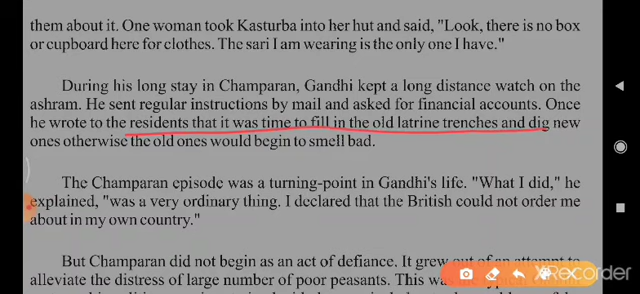 them about it. One woman took Kasturba into her hut and said, "Look, there is no box
or cupboard here for clothes. The sari I am wearing is the only one I have."
During his long stay in Champaran, Gandhi kept a long distance watch on the
ashram. He sent regular instructions by mail and asked for financial accounts. Once
he wrote to the residents that it was time to fill in the old latrine trenches and dig new
ones otherwise the old ones would begin to smell bad.
The Champaran episode was a turning-point in Gandhi's life. "What I did," he
explained, "was a very ordinary thing. I declared that the British could not order me
about in my own country."
But Champaran did not begin as an act of defiance. It grew out of an attempt to
alleviate the distress of large number of poor peasants. This was
XRecorder